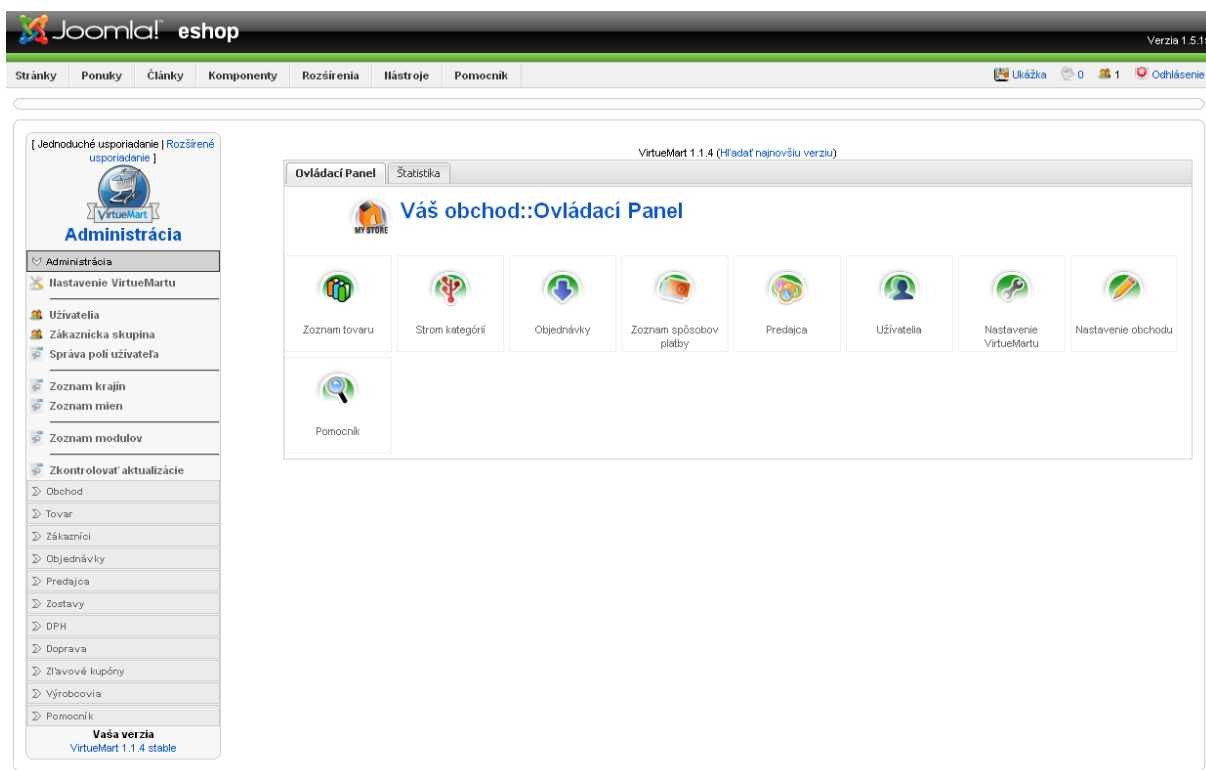 Joomla! eshop
Verzia 1.5.1
Stránky Ponuky Články Komponenty Rozšírenia Nástroje Pomocník Ukážka 0 1 Odhlásenie
[ Jednoduché usporiadanie | Rozšírené
usporiadanie ]
VirtueMart
Administrácia
Administrácia
Nastavenie VirtueMartu
Užívatelia
Zákaznícka skupina
Správa polí užívateľa
Zoznam krajín
Zoznam mien
Zoznam modulov
Zkontrolovať aktualizácie
Obchod
Tovar
Zákazníci
Objednávky
Predajca
Zostavy
DPH
Doprava
Zľavové kupóny
Výrobcovia
Pomocník
Vaša verzia
VirtueMart 1.1.4 stable
VirtueMart 1.1.4 (Hľadať najnovšiu verziu)
Ovládací Panel Štatistika
MY STORE
Váš obchod::Ovládací Panel
Zoznam tovaru Strom kategórií Objednávky Zoznam spôsobov platby Predajca Užívatelia Nastavenie VirtueMartu Nastavenie obchodu
Pomocník